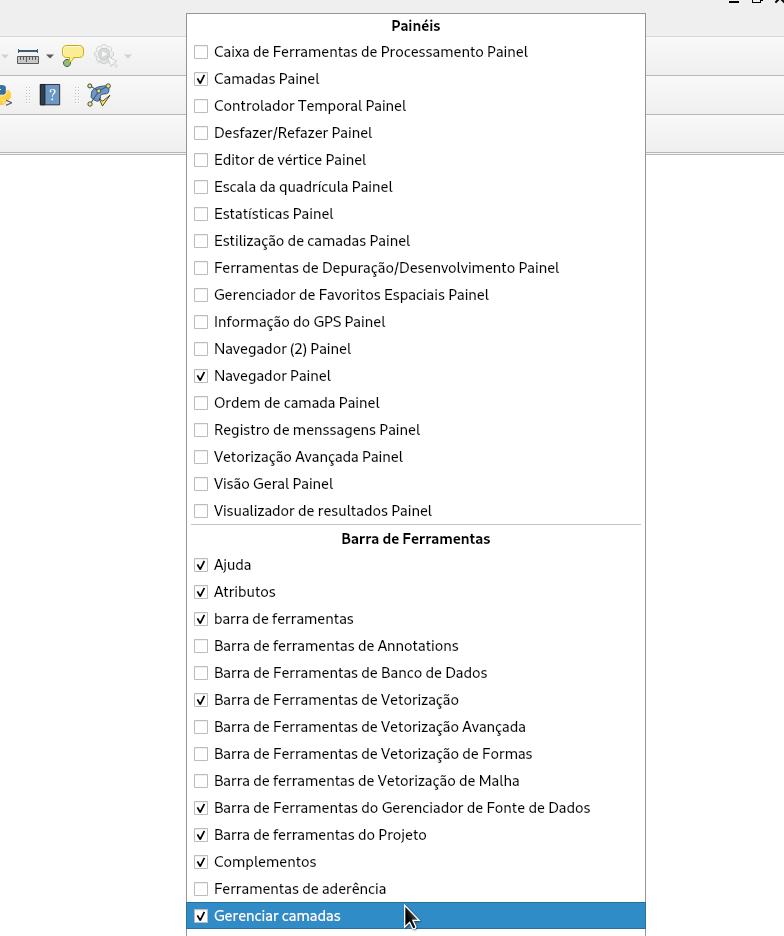 Painéis
Caixa de Ferramentas de Processamento Painel
Camadas Painel
Controlador Temporal Painel
Desfazer/Refazer Painel
Editor de vértice Painel
Escala da quadrícula Painel
Estatísticas Painel
Estilização de camadas Painel
Ferramentas de Depuração/Desenvolvimento Painel
Gerenciador de Favoritos Espaciais Painel
Informação do GPS Painel
Navegador (2) Painel
Navegador Painel
Ordem de camada Painel
Registro de menssagens Painel
Vetorização Avançada Painel
Visão Geral Painel
Visualizador de resultados Painel
Barra de Ferramentas
Ajuda
Atributos
barra de ferramentas
Barra de ferramentas de Annotations
Barra de Ferramentas de Banco de Dados
Barra de Ferramentas de Vetorização
Barra de Ferramentas de Vetorização Avançada
Barra de Ferramentas de Vetorização de Formas
Barra de ferramentas de Vetorização de Malha
Barra de Ferramentas do Gerenciador de Fonte de Dados
Barra de ferramentas do Projeto
Complementos
Ferramentas de aderência
Gerenciar camadas